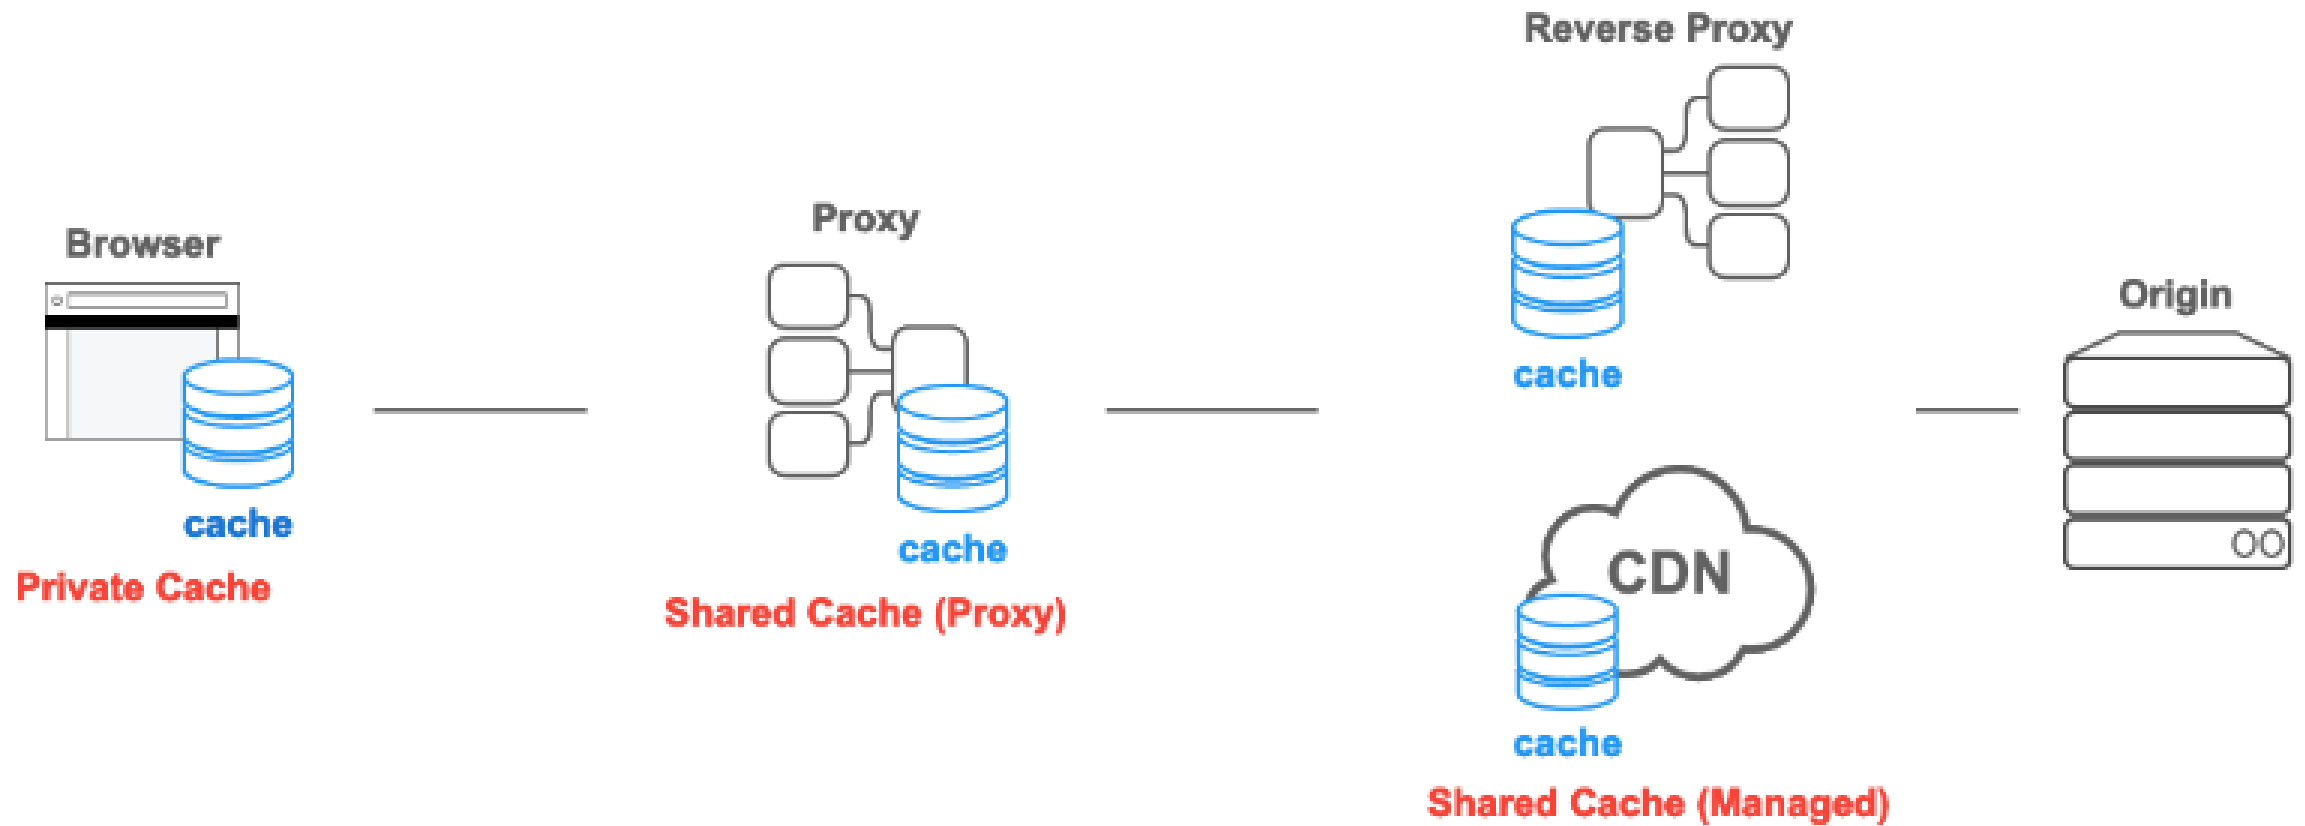 Browser
cache
Private Cache
Proxy
cache
Shared Cache (Proxy)
Reverse Proxy
cache
CDN
cache
Shared Cache (Managed)
Origin